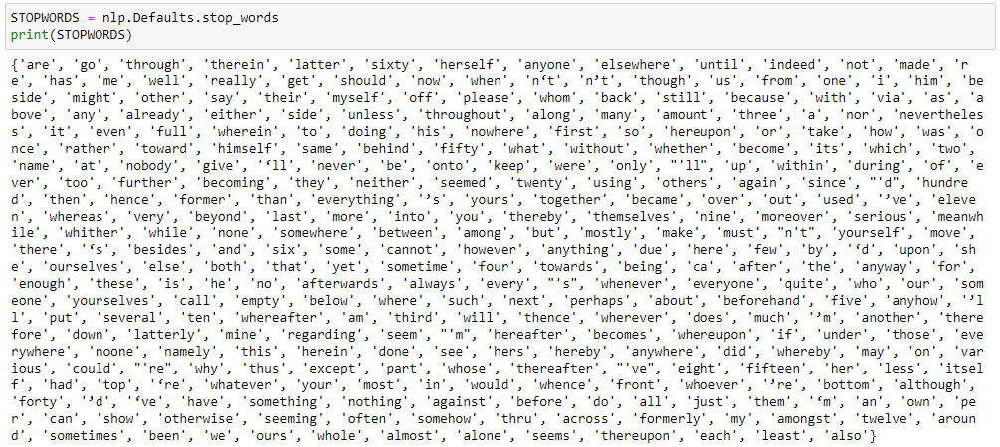 STOPWORDS = nlp.Defaults.stop_words
print(STOPWORDS)
{'are', 'go', 'through', 'therein', 'latter', 'sixty', 'herself', 'anyone', 'elsewhere', 'until', 'indeed', 'not', 'made', 'r
e', 'has', 'me', 'well', 'really', 'get', 'should', 'now', 'when', 'n‘t', 'n’t', 'though', 'us', 'from', 'one', 'i', 'him', 'be
side', 'might', 'other', 'say', 'their', 'myself', 'off', 'please', 'whom', 'back', 'still', 'because', 'with', 'via', 'as', 'a
bove', 'any', 'already', 'either', 'side', 'unless', 'throughout', 'along', 'many', 'amount', 'three', 'a', 'nor', 'nevertheles
s', 'it', 'even', 'full', 'wherein', 'to', 'doing', 'his', 'nowhere', 'first', 'so', 'hereupon', 'or', 'take', 'how', 'was', 'o
nce', 'rather', 'toward', 'himself', 'same', 'behind', 'fifty', 'what', 'without', 'whether', 'become', 'its', 'which', 'two',
'name', 'at', 'nobody', 'give', '‘ll', 'never', 'be', 'onto', 'keep', 'were', 'only', "'ll", 'up', 'within', 'during', 'of', 'e
ver', 'too', 'further', 'becoming', 'they', 'neither', 'seemed', 'twenty', 'using', 'others', 'again', 'since', "'d", 'hundre
d', 'then', 'hence', 'former', 'than', 'everything', '’s', 'yours', 'together', 'became', 'over', 'out', 'used', '’ve', 'eleve
n', 'whereas', 'very', 'beyond', 'last', 'more', 'into', 'you', 'thereby', 'themselves', 'nine', 'moreover', 'serious', 'meanwh
ile', 'whither', 'while', 'none', 'somewhere', 'between', 'among', 'but', 'mostly', 'make', 'must', "n't", 'yourself', 'move',
'there', '‘s', 'besides', 'and', 'six', 'some', 'cannot', 'however', 'anything', 'due', 'here', 'few', 'by', '‘d', 'upon', 'sh
e', 'ourselves', 'else', 'both', 'that', 'yet', 'sometime', 'four', 'towards', 'being', 'ca', 'after', 'the', 'anyway', 'for',
'enough', 'these', 'is', 'he', 'no', 'afterwards', 'always', 'every', "'s", 'whenever', 'everyone', 'quite', 'who', 'our', 'som
eone', 'yourselves', 'call', 'empty', 'below', 'where', 'such', 'next', 'perhaps', 'about', 'beforehand', 'five', 'anyhow', '’l
l', 'put', 'several', 'ten', 'whereafter', 'am', 'third', 'will', 'thence', 'wherever', 'does', 'much', '’m', 'another', 'there
fore', 'down', 'latterly', 'mine', 'regarding', 'seem', "'m", 'hereafter', 'becomes', 'whereupon', 'if', 'under', 'those', 'eve
rywhere', 'noone', 'namely', 'this', 'herein', 'done', 'see', 'hers', 'hereby', 'anywhere', 'did', 'whereby', 'may', 'on', 'var
ious', 'could', "'re", 'why', 'thus', 'except', 'part', 'whose', 'thereafter', "'ve", 'eight', 'fifteen', 'her', 'less', 'itsel
f', 'had', 'top', '‘re', 'whatever', 'your', 'most', 'in', 'would', 'whence', 'front', 'whoever', '’re', 'bottom', 'although',
'forty', '’d', '‘ve', 'have', 'something', 'nothing', 'against', 'before', 'do', 'all', 'just', 'them', '‘m', 'an', 'own', 'pe
r', 'can', 'show', 'otherwise', 'seeming', 'often', 'somehow', 'thru', 'across', 'formerly', 'my', 'amongst', 'twelve', 'aroun
d', 'sometimes', 'been', 'we', 'ours', 'whole', 'almost', 'alone', 'seems', 'thereupon', 'each', 'least', 'also'}